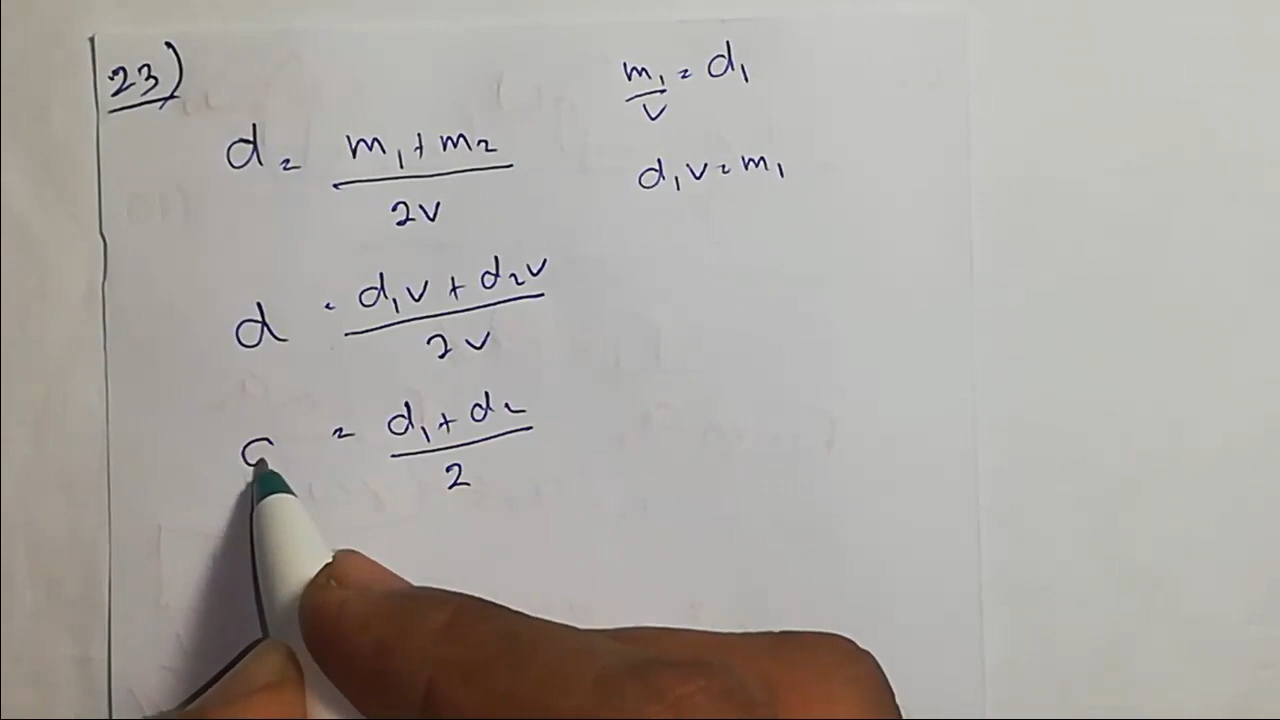 23)
d = m₁ + m₂ / 2v
d = d₁v + d₂v / 2v
= d₁ + d₂ / 2
m₁ / v = d₁
d₁v = m₁